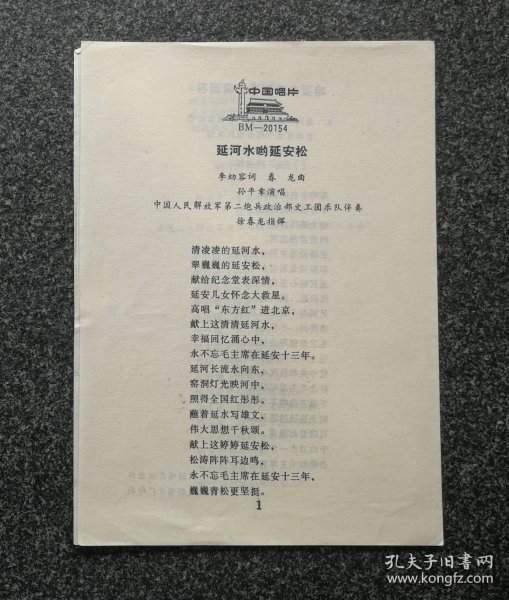 中国唱片
BM—20154
延河水哟延安松
李幼容词 春龙曲
孙平章演唱
中国人民解放军第二炮兵政治部文工团乐队伴奏
徐春龙指挥
清凌凌的延河水，
翠巍巍的延安松，
献给纪念堂表深情，
延安儿女怀念大救星，
高唱“东方红”进北京，
献上这清清延河水，
幸福回忆涌心中，
永不忘毛主席在延安十三年。
延河长流永向东，
窑洞灯光映河中，
照得全国红彤彤。
蘸着延水写雄文，
伟大思想千秋颂。
献上这婷婷延安松，
松涛阵阵耳边鸣，
永不忘毛主席在延安十三年，
巍巍青松更坚挺。
1
孔夫子旧书网
www.kongfz.com